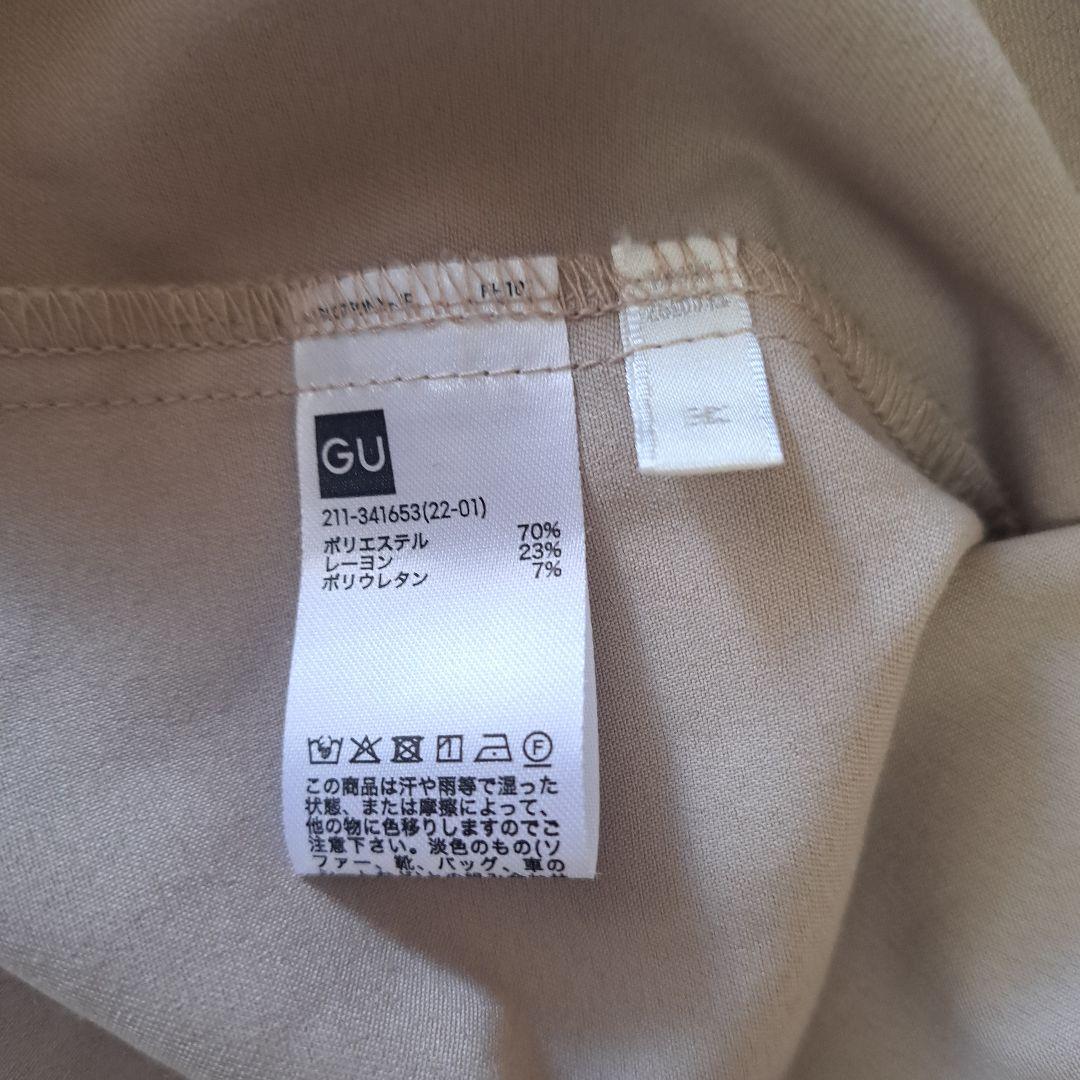 GU
211-341653(22-01)
ポリエステル 70%
レーヨン 23%
ポリウレタン 7%
F
この商品は汗や雨等で湿った
状態、または摩擦によって、
他の物に色移りしますのでご
注意下さい。淡色のもの(ソ
ファー、靴、バッグ、車の